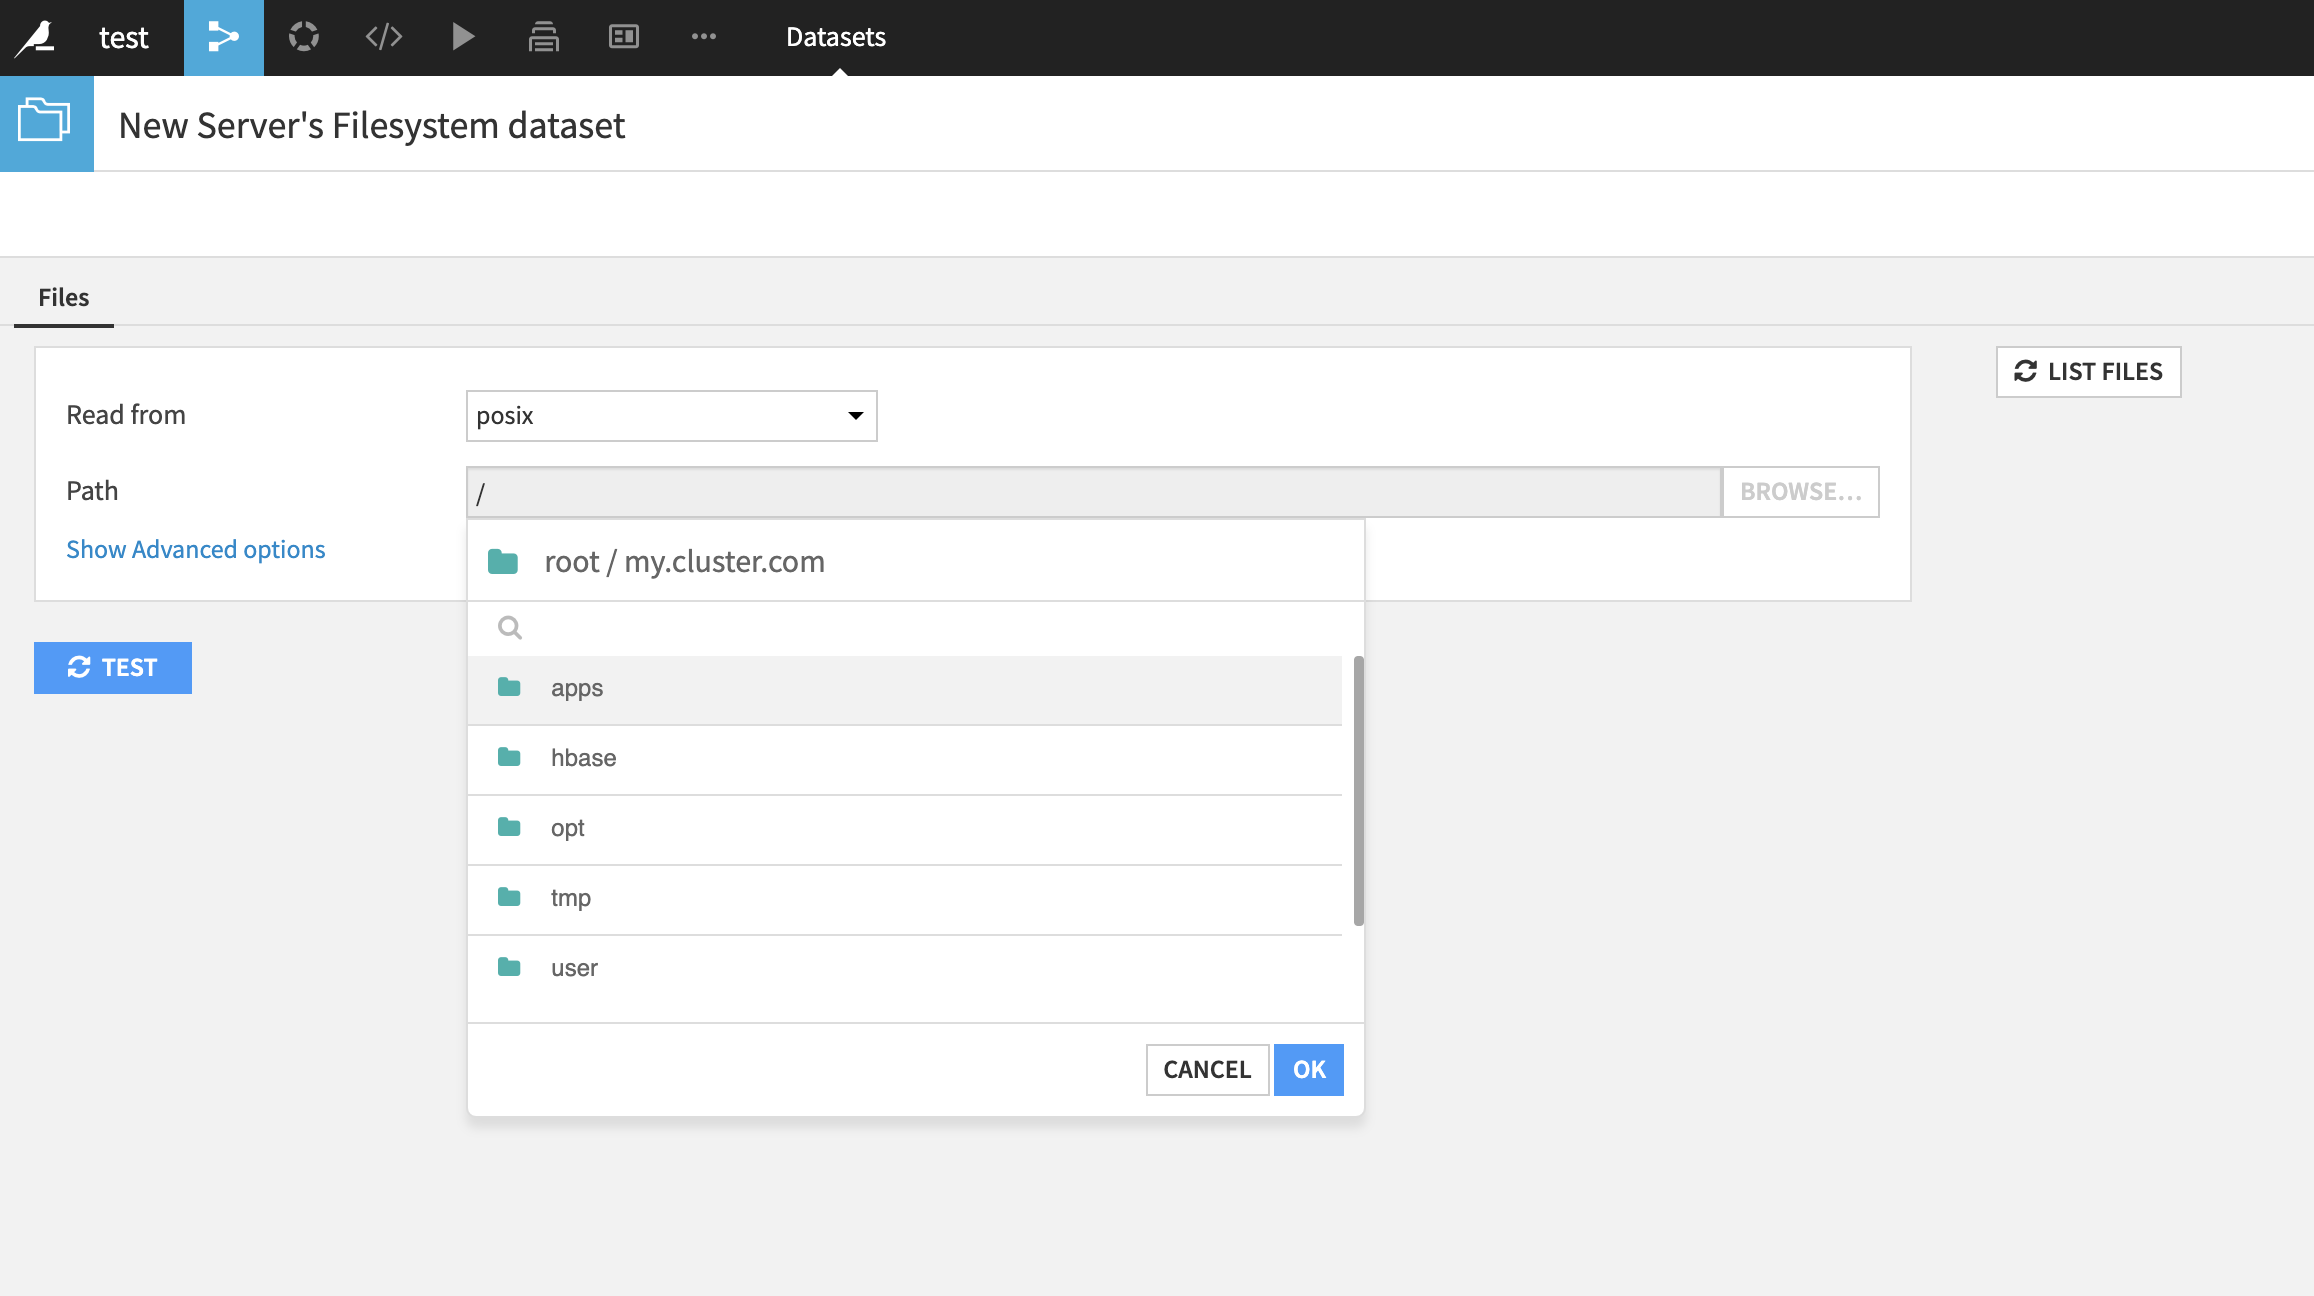 test Datasets
New Server's Filesystem dataset
Files
LIST FILES
Read from posix
Path / BROWSE...
Show Advanced options
root / my.cluster.com
TEST
apps
hbase
opt
tmp
user
CANCEL OK